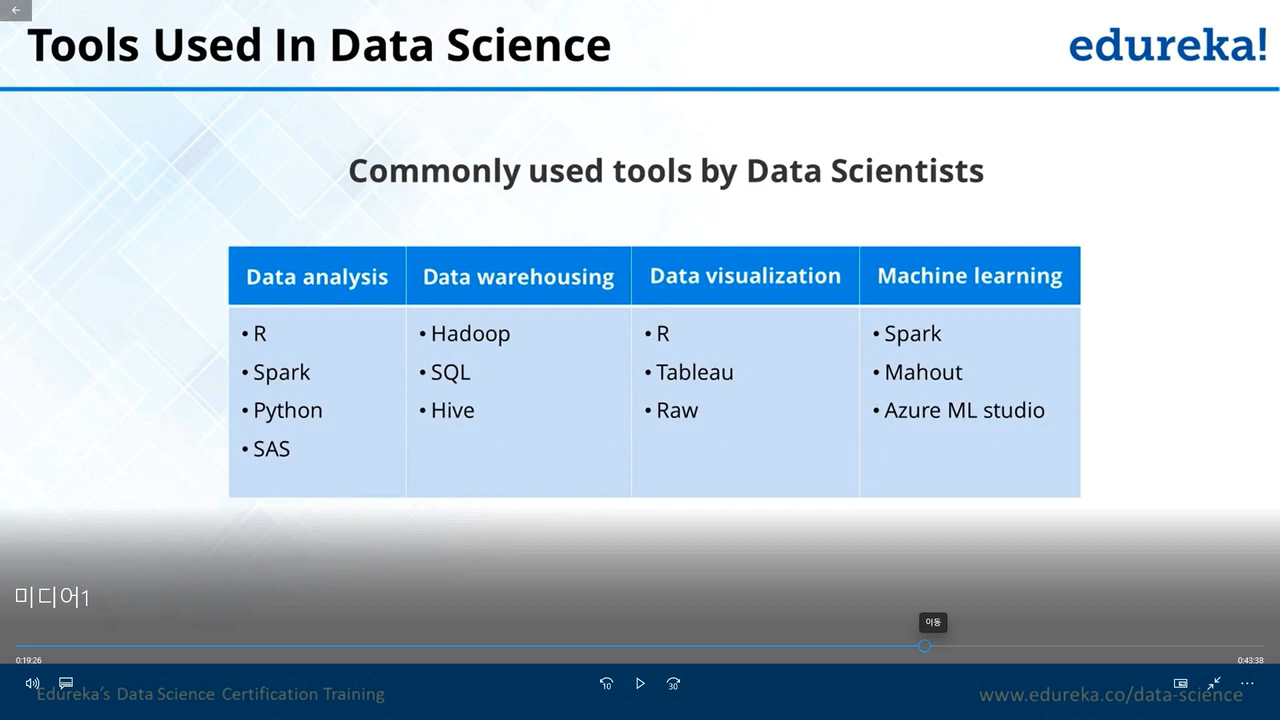 Tools Used In Data Science
edureka!
Commonly used tools by Data Scientists
Data analysis
Data warehousing
Data visualization
Machine learning
• R
• Spark
• Python
• SAS
• Hadoop
• SQL
• Hive
• R
• Tableau
• Raw
• Spark
• Mahout
• Azure ML studio
미디어1
이동
0:19:26
0:43:38
10
30
Edureka's Data Science Certification Training
www.edureka.co/data-science